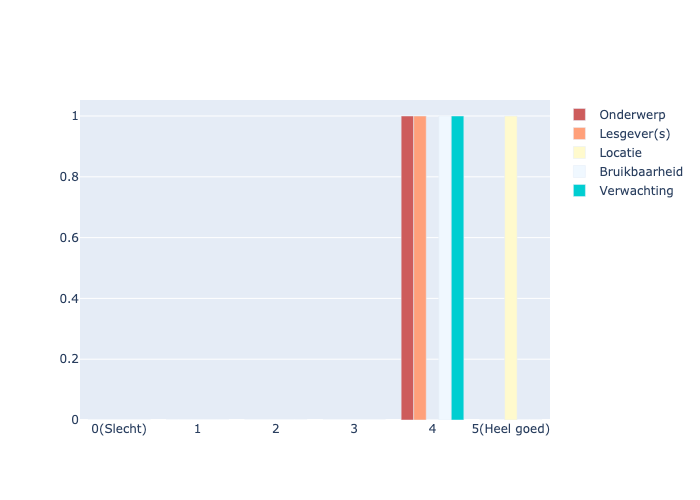 1
0.8
0.6
0.4
0.2
0
0(Slecht)
1
2
3
4
5(Heel goed)
Onderwerp
Lesgever(s)
Locatie
Bruikbaarheid
Verwachting